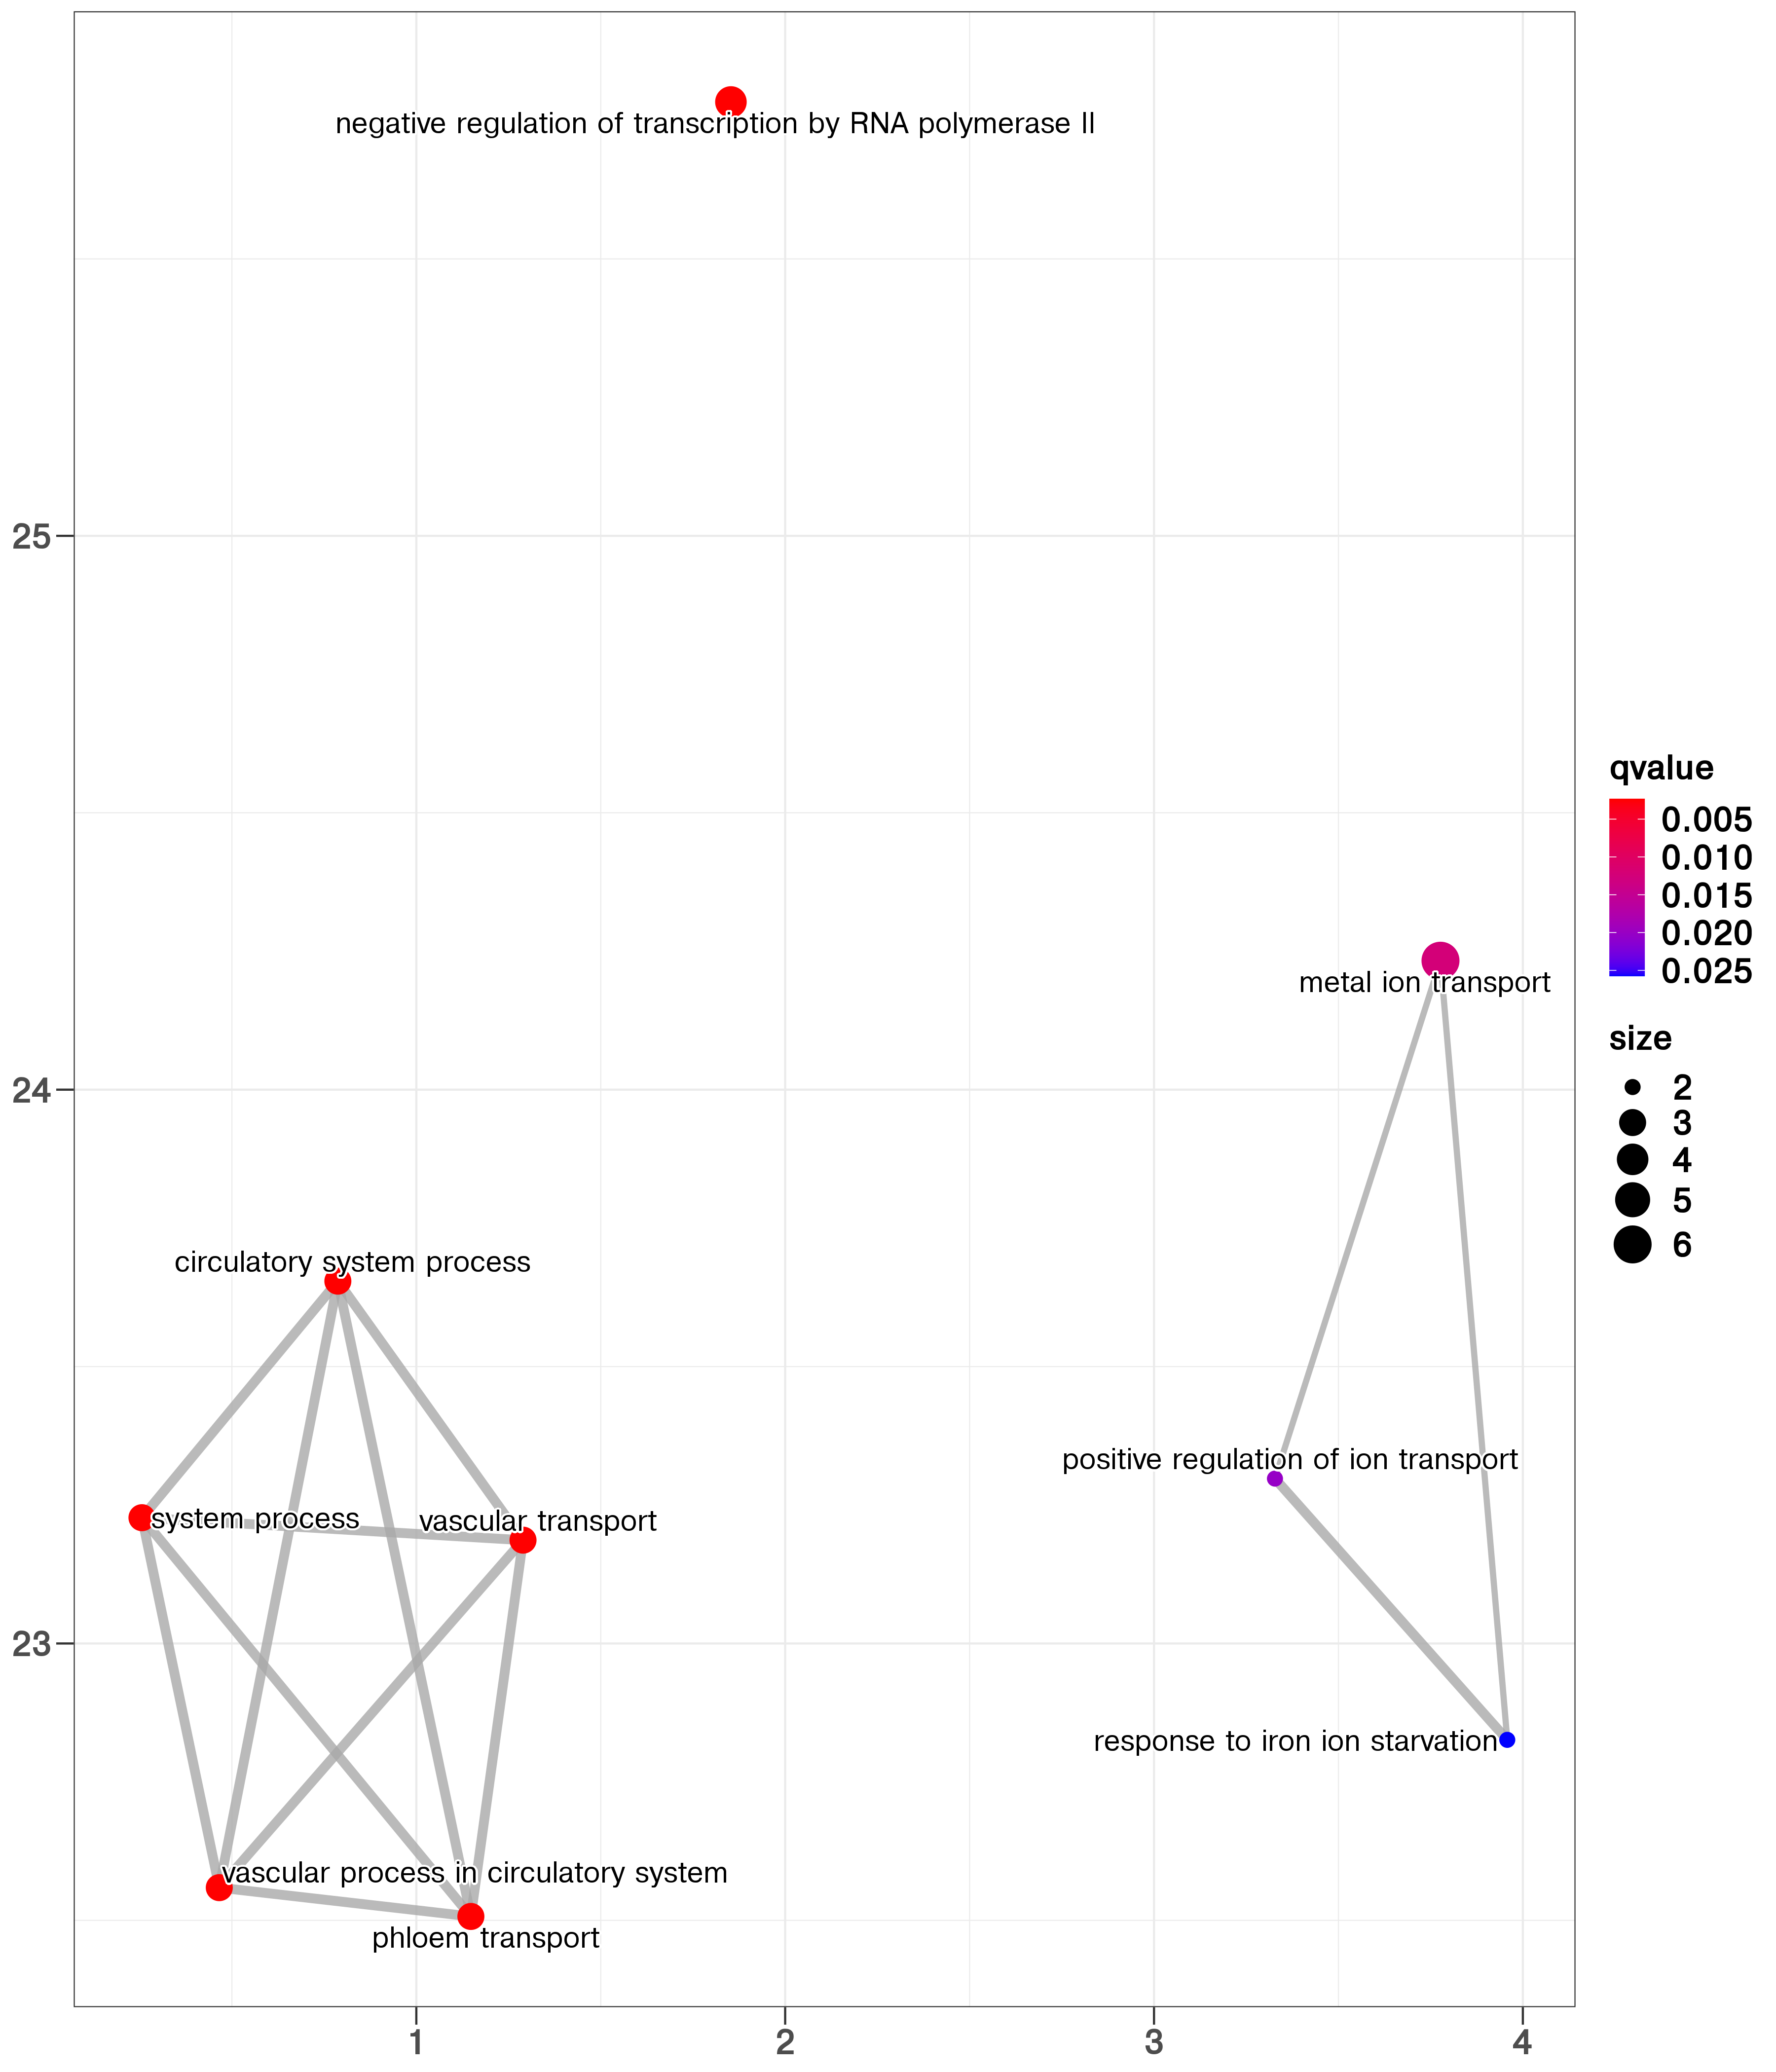 negative regulation of transcription by RNA polymerase II
25
qvalue
0.005
0.010
0.015
0.020
0.025
metal ion transport
size
2
3
4
5
6
24
circulatory system process
positive regulation of ion transport
system process
vascular transport
23
response to iron ion starvation
vascular process in circulatory system
phloem transport
1
2
3
4